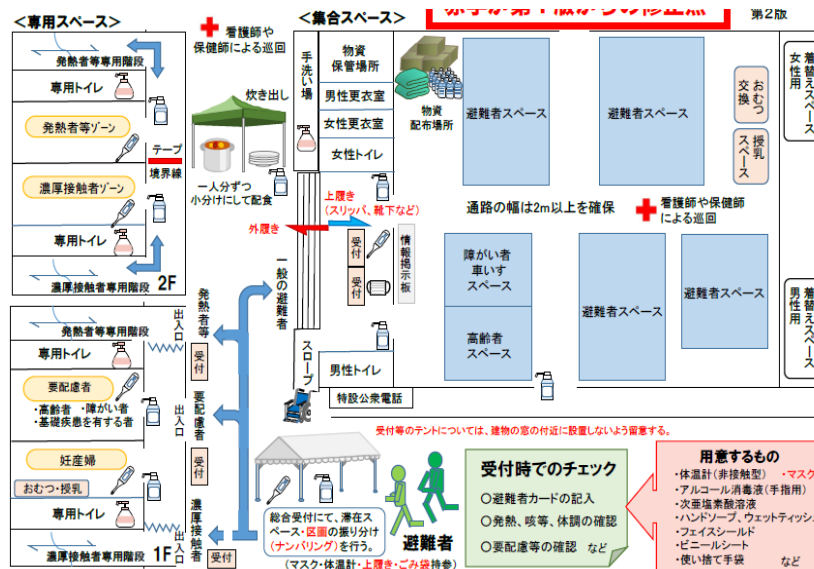 <専用スペース>
看護師や
保健師による巡回
<集合スペース>
赤字が第1版からの修正点
第2版
発熱者等専用階段
専用トイレ
発熱者等ゾーン
テープ
境界線
濃厚接触者ゾーン
専用トイレ
濃厚接触者専用階段
2F
炊き出し
一人分ずつ
小分けにして配食
手洗い場
物資
保管場所
男性更衣室
女性更衣室
女性トイレ
物資
配布場所
避難者スペース
避難者スペース
おむつ
交換
授乳
スペース
女性用
着替えスペース
上履き
(スリッパ、靴下など)
外履き
通路の幅は2m以上を確保
看護師や保健師
による巡回
受付
受付
情報掲示板
障がい者
車いす
スペース
高齢者
スペース
避難者スペース
避難者スペース
男性用
着替えスペース
一般の避難者
スロープ
男性トイレ
特設公衆電話
発熱者等専用階段
出入口
発熱者等
専用トイレ
受付
要配慮者
・高齢者 ・障がい者
・基礎疾患を有する者
出入口
要配慮者
妊産婦
おむつ・授乳
受付
専用トイレ
濃厚接触者専用階段
1F
出入口
濃厚接触者
受付
受付等のテントについては、建物の窓の付近に設置しないよう留意する。
総合受付にて、滞在ス
ペース・区画の振り分け
(ナンバリング)を行う。
避難者
(マスク・体温計・上履き・ごみ袋持参)
受付時でのチェック
○避難者カードの記入
○発熱、咳等、体調の確認
○要配慮等の確認 など
用意するもの
・体温計(非接触型) ・マスク
・アルコール消毒液(手指用)
・次亜塩素酸溶液
・ハンドソープ、ウェットティッシュ
・フェイスシールド
・ビニールシート
・使い捨て手袋 など